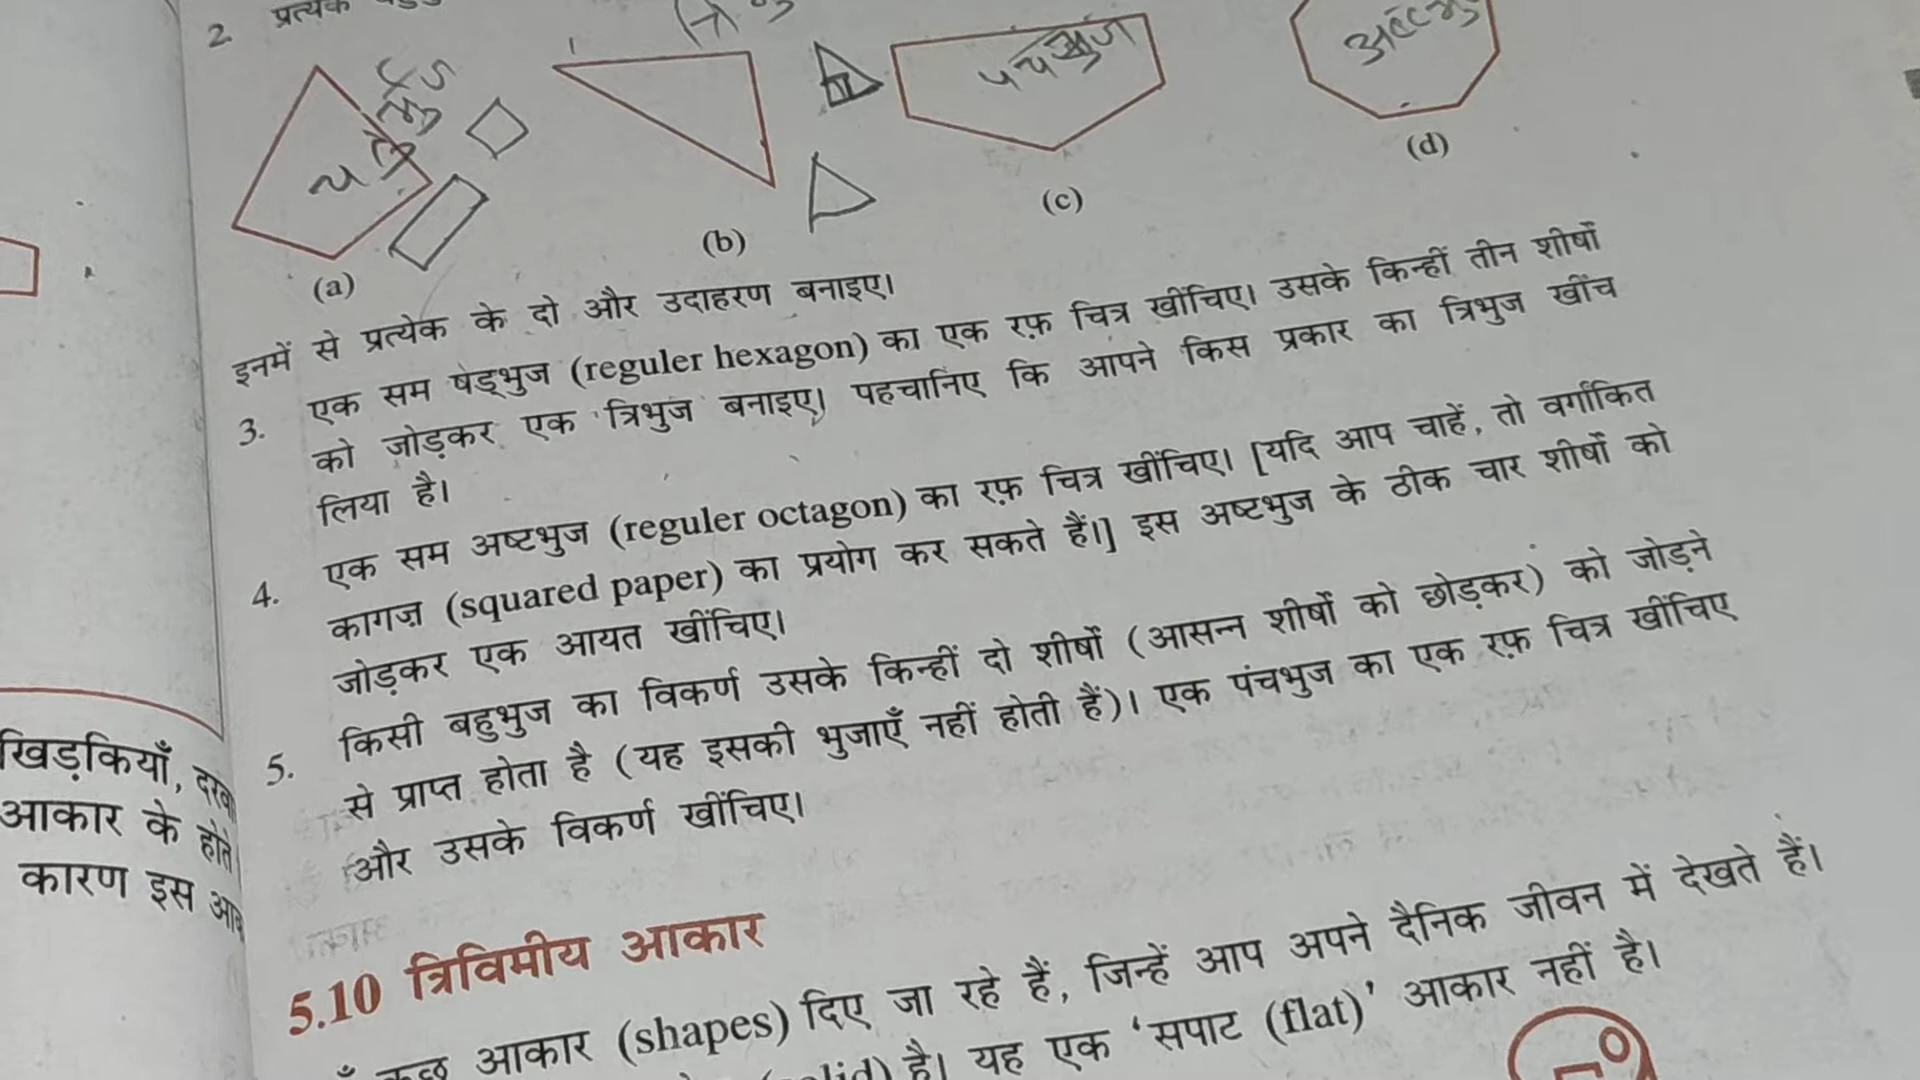 2. प्रत्येक
पंचभुज
(a)
(b)
(c)
(d)
इनमें से प्रत्येक के दो और उदाहरण बनाइए।
3. एक सम षड्भुज (reguler hexagon) का एक रफ़ चित्र खींचिए। उसके किन्हीं तीन शीर्षों
को जोड़कर एक त्रिभुज बनाइए। पहचानिए कि आपने किस प्रकार का त्रिभुज खींच
लिया है।
4. एक सम अष्टभुज (reguler octagon) का रफ़ चित्र खींचिए। [यदि आप चाहें, तो वर्गांकित
कागज़ (squared paper) का प्रयोग कर सकते हैं।] इस अष्टभुज के ठीक चार शीर्षों को
जोड़कर एक आयत खींचिए।
5. किसी बहुभुज का विकर्ण उसके किन्हीं दो शीर्षों (आसन्न शीर्षों को छोड़कर) को जोड़ने
से प्राप्त होता है (यह इसकी भुजाएँ नहीं होती हैं)। एक पंचभुज का एक रफ़ चित्र खींचिए
और उसके विकर्ण खींचिए।
खिड़कियाँ,
आकार के होते
कारण इस
5.10 त्रिविमीय आकार
कुछ आकार (shapes) दिए जा रहे हैं, जिन्हें आप अपने दैनिक जीवन में देखते हैं।
है। यह एक ‘सपाट (flat)’ आकार नहीं है।